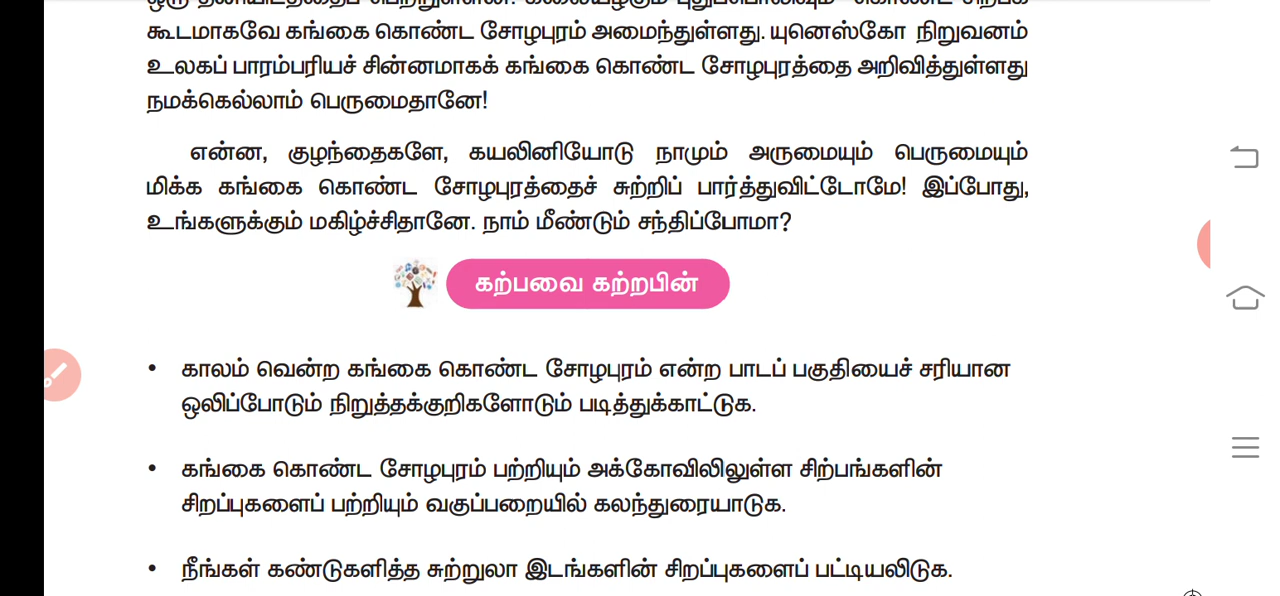 கூடமாகவே கங்கை கொண்ட சோழபுரம் அமைந்துள்ளது. யுனெஸ்கோ நிறுவனம்
உலகப் பாரம்பரியச் சின்னமாகக் கங்கை கொண்ட சோழபுரத்தை அறிவித்துள்ளது
நமக்கெல்லாம் பெருமைதானே!
என்ன, குழந்தைகளே, கயலினியோடு நாமும் அருமையும் பெருமையும்
மிக்க கங்கை கொண்ட சோழபுரத்தைச் சுற்றிப் பார்த்துவிட்டோமே! இப்போது,
உங்களுக்கும் மகிழ்ச்சிதானே. நாம் மீண்டும் சந்திப்போமா?
கற்பவை கற்றபின்
• காலம் வென்ற கங்கை கொண்ட சோழபுரம் என்ற பாடப் பகுதியைச் சரியான
ஒலிப்போடும் நிறுத்தக்குறிகளோடும் படித்துக்காட்டுக.
• கங்கை கொண்ட சோழபுரம் பற்றியும் அக்கோவிலிலுள்ள சிற்பங்களின்
சிறப்புகளைப் பற்றியும் வகுப்பறையில் கலந்துரையாடுக.
• நீங்கள் கண்டுகளித்த சுற்றுலா இடங்களின் சிறப்புகளைப் பட்டியலிடுக.